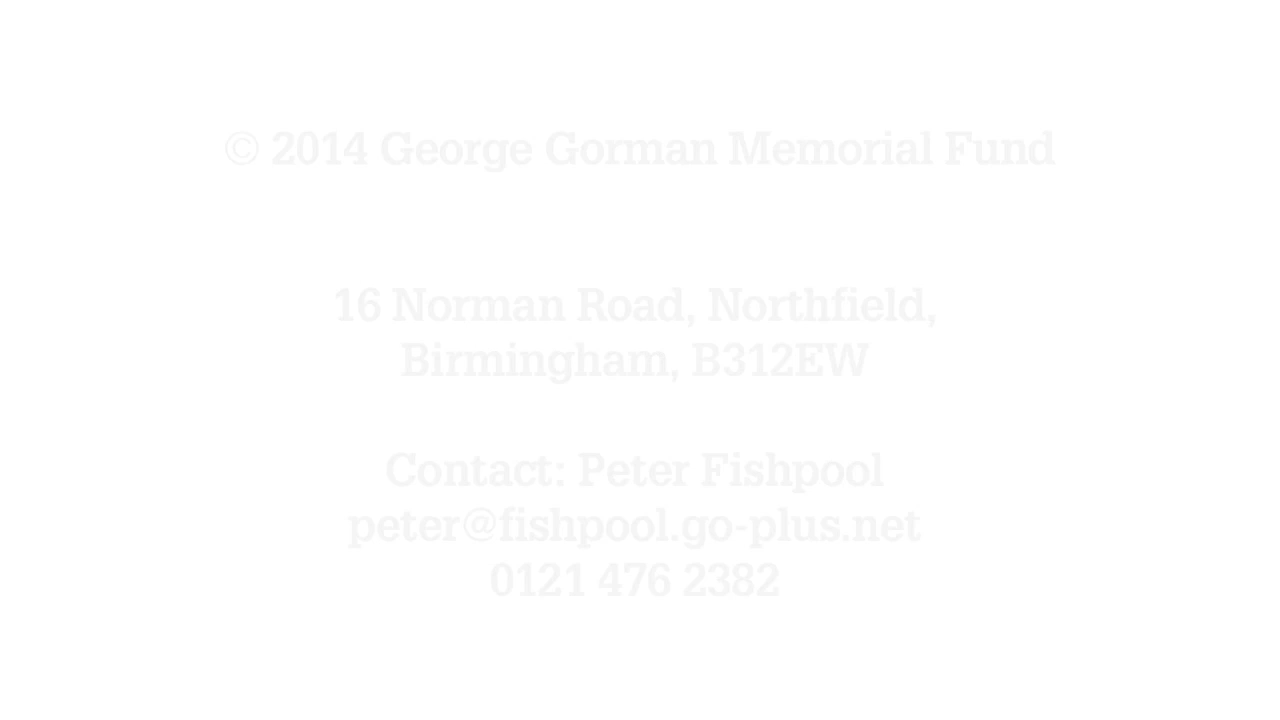 © 2014 George Gorman Memorial Fund
16 Norman Road, Northfield,
Birmingham, B312EW
Contact: Peter Fishpool
peter@fishpool.go-plus.net
0121 476 2382